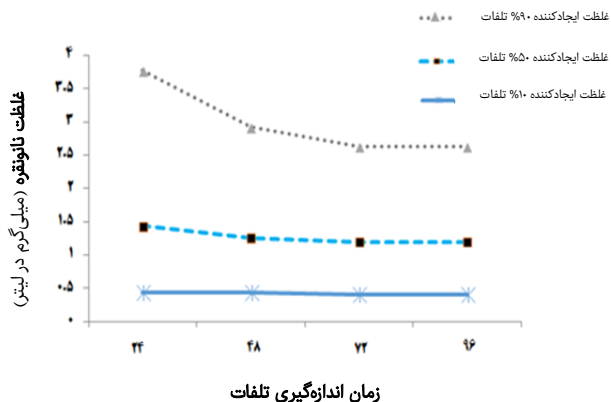 غلظت ایجادکننده ۹۰% تلفات
غلظت ایجادکننده ۵۰% تلفات
غلظت ایجادکننده ۱۰% تلفات
غلظت نانونقره (میلی‌گرم در لیتر)
۴
۳.۵
۳
۲.۵
۲
۱.۵
۱
۰.۵
۰
۲۴ ۴۸ ۷۲ ۹۶
زمان اندازه‌گیری تلفات